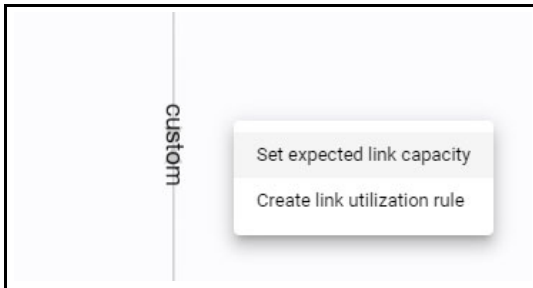 custom
Set expected link capacity
Create link utilization rule